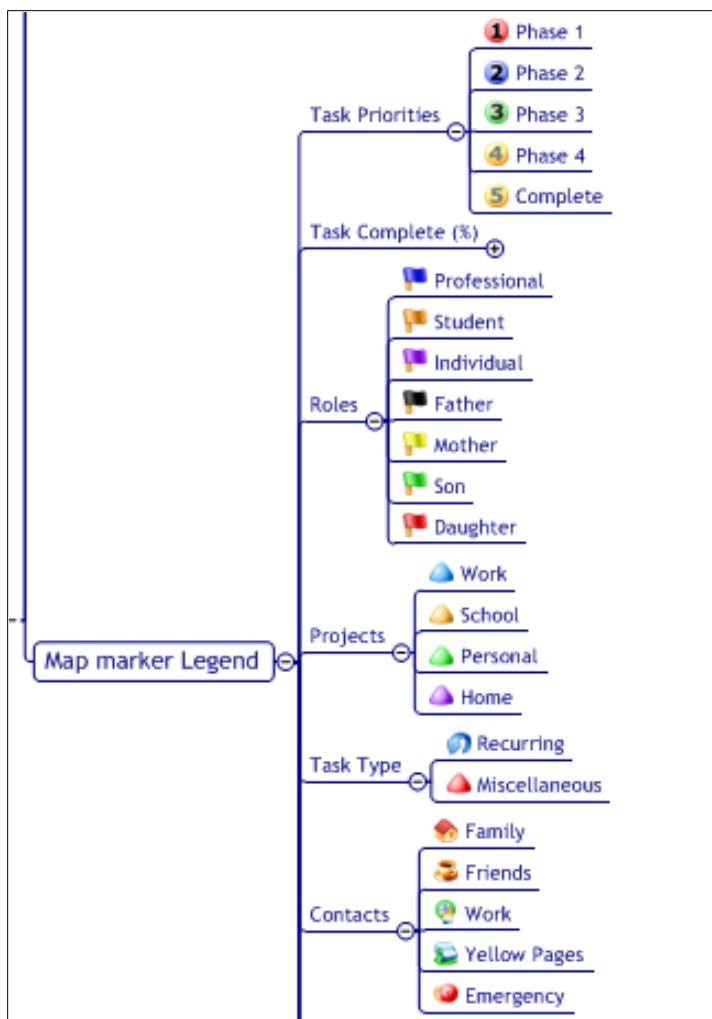 1 Phase 1
2 Phase 2
Task Priorities
3 Phase 3
4 Phase 4
5 Complete
Task Complete (%)
Professional
Student
Individual
Roles
Father
Mother
Son
Daughter
Work
School
Projects
Personal
Home
Map marker Legend
Recurring
Task Type
Miscellaneous
Family
Friends
Contacts
Work
Yellow Pages
Emergency